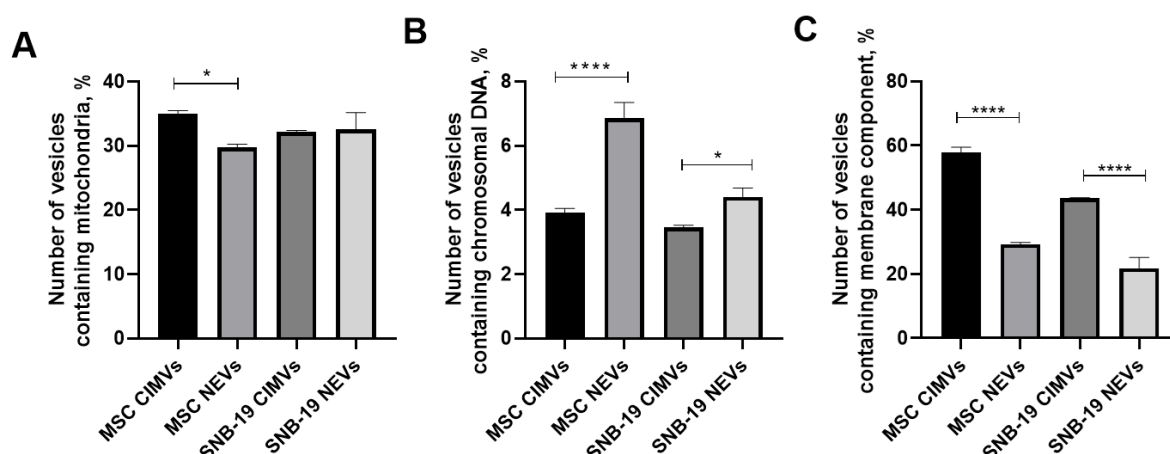 A
Number of vesicles
containing mitochondria, %
40
30
20
10
0
*
MSC CIMVs
MSC NEVs
SNB-19 CIMVs
SNB-19 NEVs
B
Number of vesicles
containing chromosomal DNA, %
8
6
4
2
0
****
*
MSC CIMVs
MSC NEVs
SNB-19 CIMVs
SNB-19 NEVs
C
Number of vesicles
containing membrane component, %
80
60
40
20
0
****
****
MSC CIMVs
MSC NEVs
SNB-19 CIMVs
SNB-19 NEVs